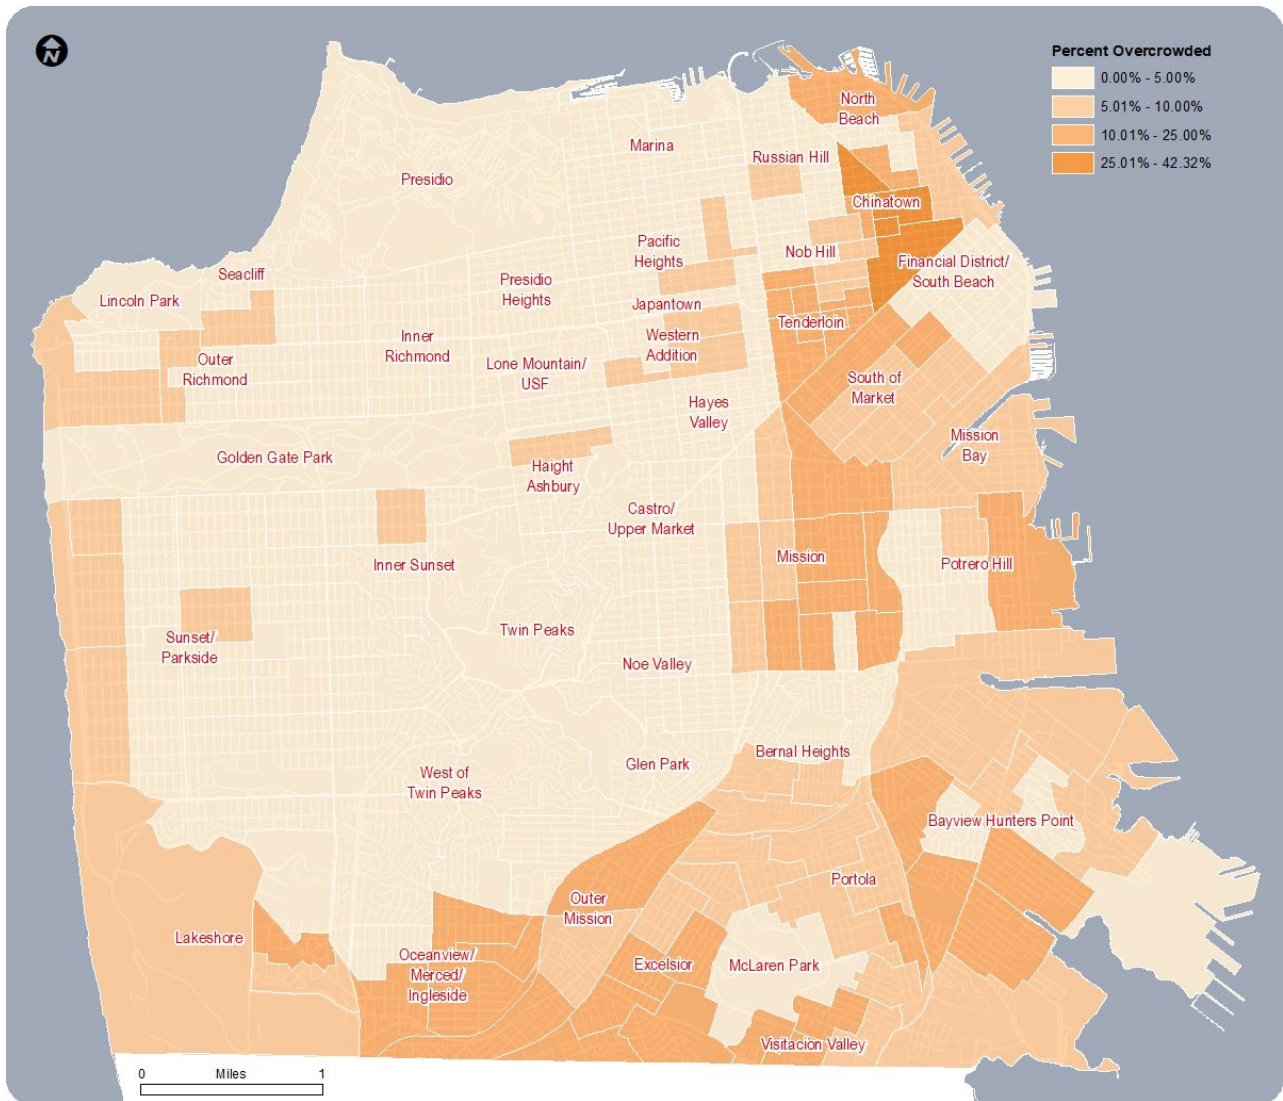 N
Percent Overcrowded
0.00% - 5.00%
5.01% - 10.00%
10.01% - 25.00%
25.01% - 42.32%
North
Beach
Marina
Russian Hill
Presidio
Chinatown
Pacific
Heights
Nob Hill
Financial District/
South Beach
Seacliff
Lincoln Park
Presidio
Heights
Japantown
Tenderloin
Inner
Richmond
Western
Addition
Outer
Richmond
Lone Mountain/
USF
South of
Market
Hayes
Valley
Mission
Bay
Golden Gate Park
Haight
Ashbury
Castro/
Upper Market
Inner Sunset
Mission
Potrero Hill
Twin Peaks
Sunset/
Parkside
Noe Valley
Bernal Heights
Glen Park
West of
Twin Peaks
Bayview Hunters Point
Portola
Outer
Mission
Lakeshore
Oceanview/
Merced/
Ingleside
Excelsior
McLaren Park
Visitacion Valley
0 Miles 1